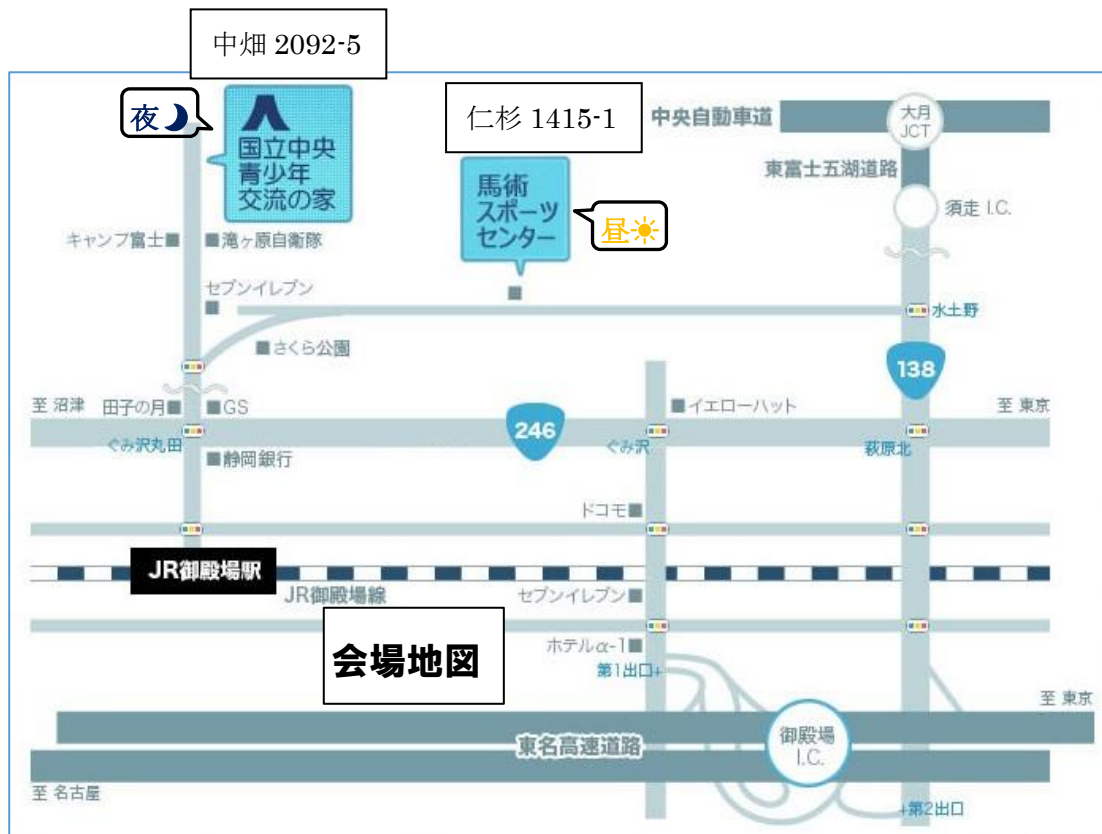 中畑 2092-5
夜
国立中央
青少年
交流の家
仁杉 1415-1
中央自動車道
大月
JCT
東富士五湖道路
馬術
スポーツ
センター
昼
須走 I.C.
キャンプ富士
滝ヶ原自衛隊
セブンイレブン
水土野
さくら公園
138
至 沼津
田子の月
GS
246
イエローハット
至 東京
ぐみ沢丸田
ぐみ沢
萩原北
静岡銀行
ドコモ
JR御殿場駅
JR御殿場線
セブンイレブン
会場地図
ホテルα-1
第1出口
至 東京
東名高速道路
御殿場
I.C.
至 名古屋
第2出口